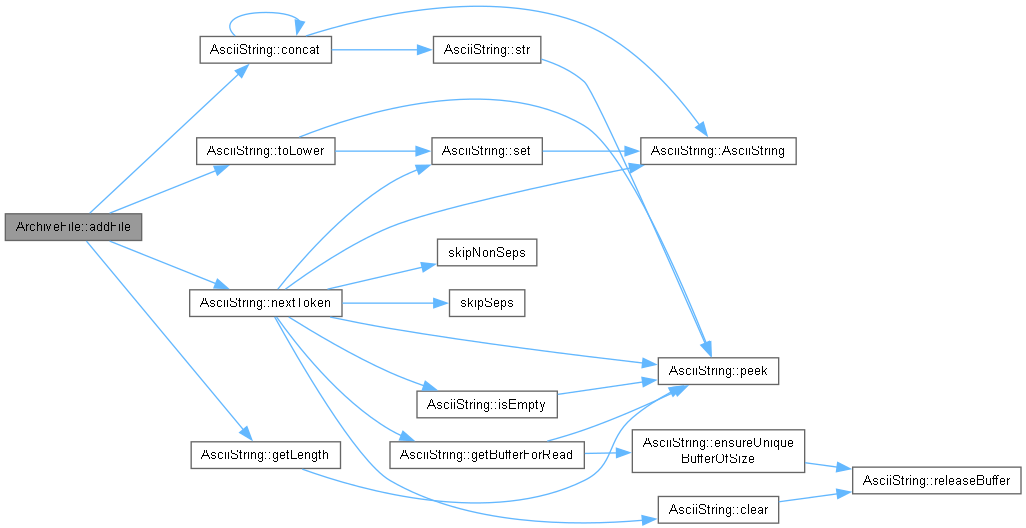 AsciiString::concat
AsciiString::str
AsciiString::toLower
AsciiString::set
AsciiString::AsciiString
ArchiveFile::addFile
skipNonSeps
AsciiString::nextToken
skipSeps
AsciiString::peek
AsciiString::isEmpty
AsciiString::getLength
AsciiString::getBufferForRead
AsciiString::ensureUnique
BufferOfSize
AsciiString::releaseBuffer
AsciiString::clear